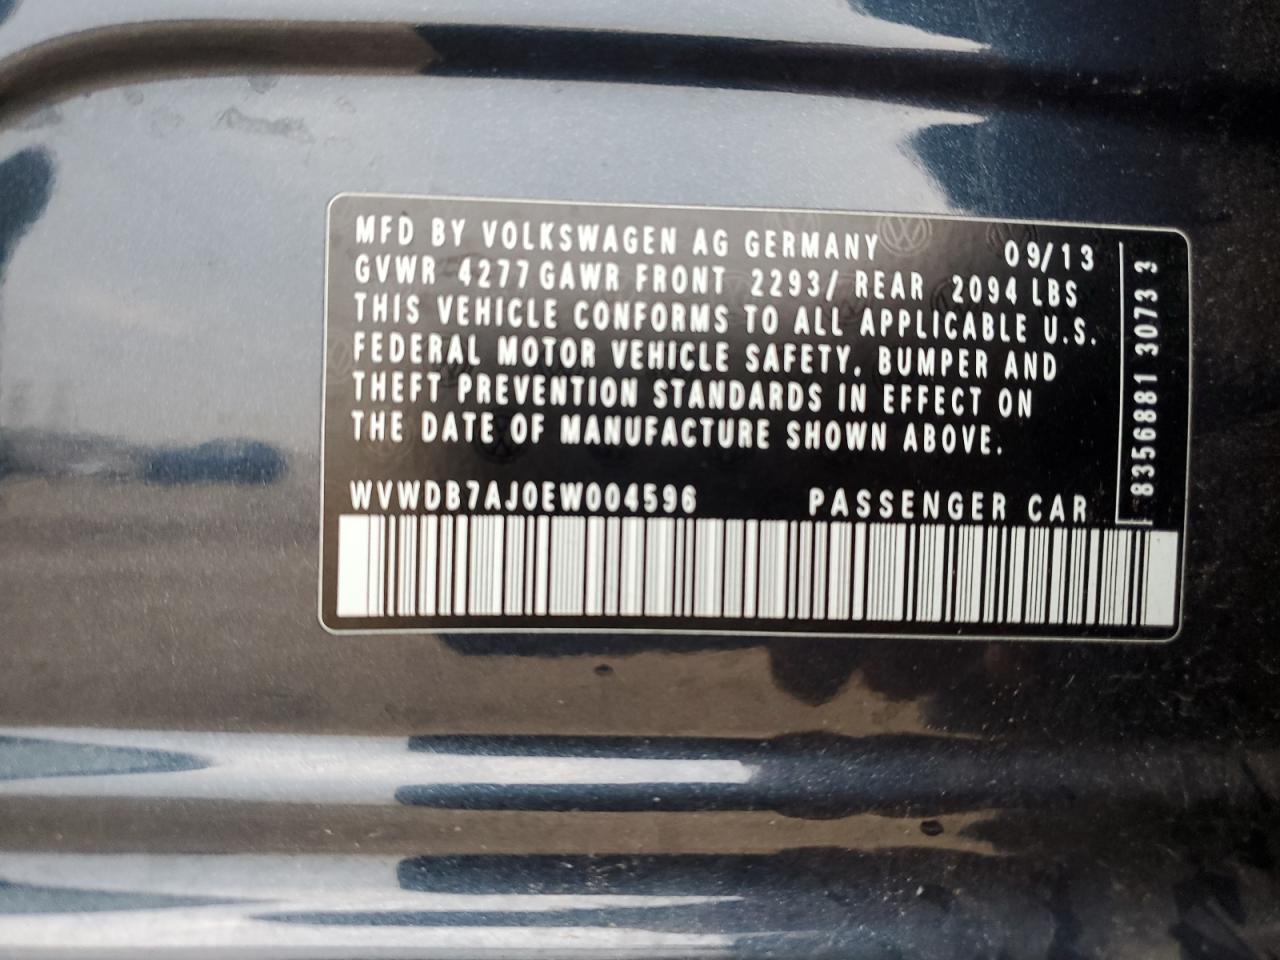 MFD BY VOLKSWAGEN AG GERMANY 09/13
GVWR 4277 GAWR FRONT 2293/ REAR 2094 LBS
THIS VEHICLE CONFORMS TO ALL APPLICABLE U.S.
FEDERAL MOTOR VEHICLE SAFETY, BUMPER AND
THEFT PREVENTION STANDARDS IN EFFECT ON
THE DATE OF MANUFACTURE SHOWN ABOVE.
WVWDB7AJ0EW004596 PASSENGER CAR
8356881 3073 3